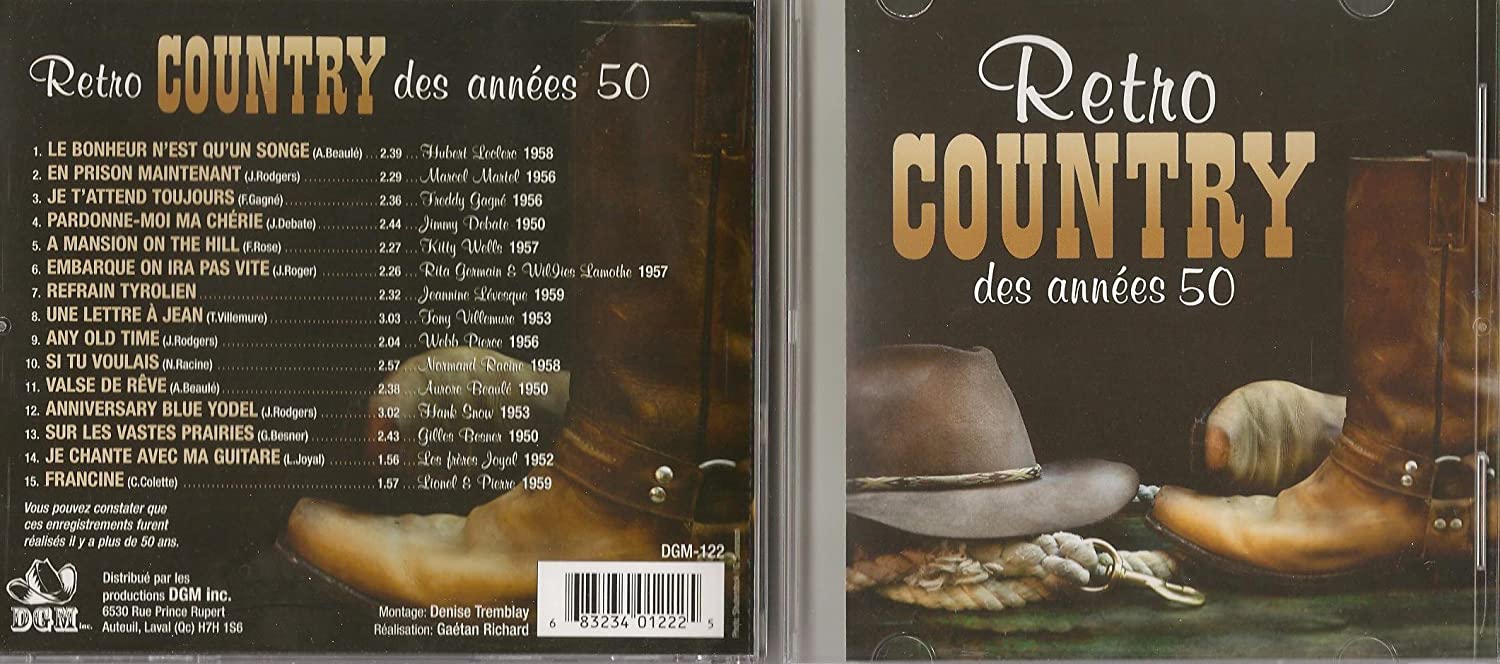 Retro COUNTRY des années 50
1. LE BONHEUR N'EST QU'UN SONGE (A.Beaulé) ... 2.39 ... Hubert Leclerc 1958
2. EN PRISON MAINTENANT (J.Rodgers) ... 2.29 ... Marcel Martel 1956
3. JE T'ATTEND TOUJOURS (F.Gagné) ... 2.36 ... Freddy Gagné 1956
4. PARDONNE-MOI MA CHÉRIE (J.Debate) ... 2.44 ... Jimmy Debate 1950
5. A MANSION ON THE HILL (F.Rose) ... 2.27 ... Kitty Wells 1957
6. EMBARQUE ON IRA PAS VITE (J.Roger) ... 2.26 ... Rita Germain & Willie Lamothe 1957
7. REFRAIN TYROLIEN ... 2.32 ... Jeannine Lévesque 1959
8. UNE LETTRE À JEAN (T.Villemure) ... 3.03 ... Tony Villemure 1953
9. ANY OLD TIME (J.Rodgers) ... 2.04 ... Webb Pierce 1956
10. SI TU VOULAIS (N.Racine) ... 2.57 ... Normand Racine 1958
11. VALSE DE RÊVE (A.Beaulé) ... 2.38 ... Aurore Beaulé 1950
12. ANNIVERSARY BLUE YODEL (J.Rodgers) ... 3.02 ... Hank Snow 1953
13. SUR LES VASTES PRAIRIES (G.Besner) ... 2.43 ... Gilles Besner 1950
14. JE CHANTE AVEC MA GUITARE (L.Joyal) ... 1.56 ... Les frères Joyal 1952
15. FRANCINE (C.Colette) ... 1.57 ... Lionel & Pierre 1959
Vous pouvez constater que
ces enregistrements furent
réalisés il y a plus de 50 ans.
DGM Inc.
Distribué par les
productions DGM inc.
6530 Rue Prince Rupert
Auteuil, Laval (Qc) H7H 1S6
Montage: Denise Tremblay
Réalisation: Gaétan Richard
DGM-122
6 83234 01222 5
Retro
COUNTRY
des années 50